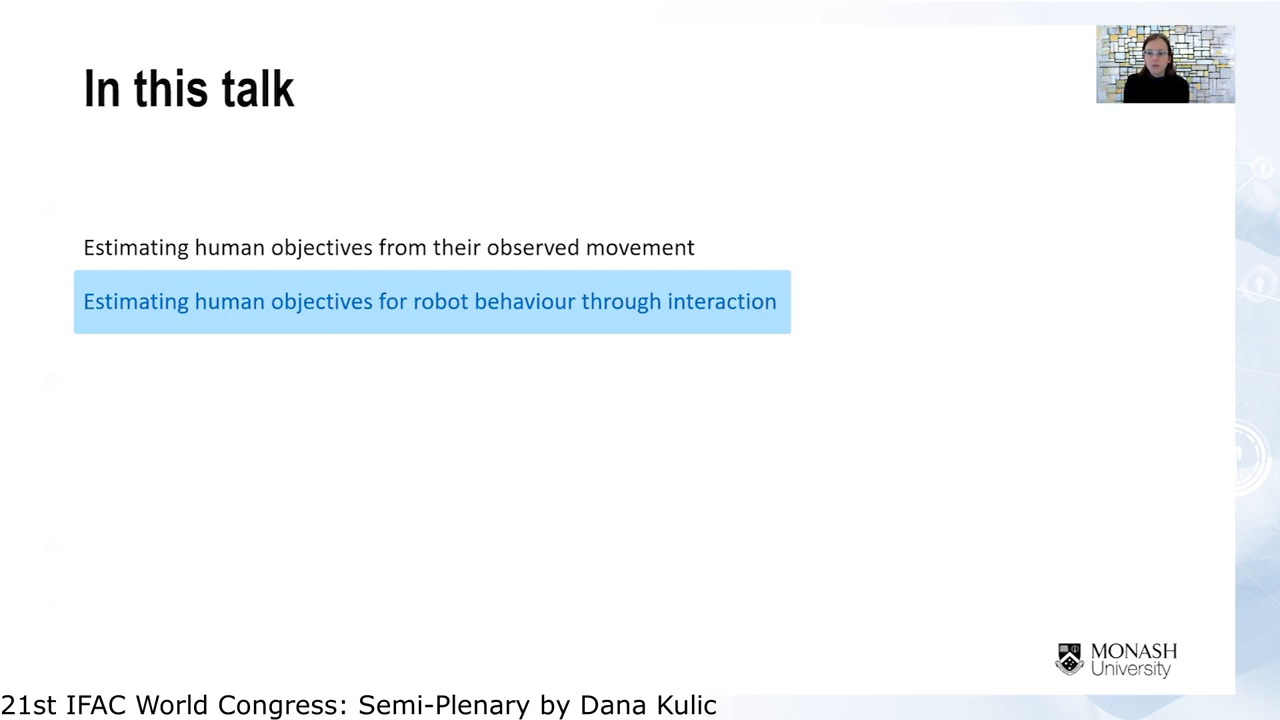 In this talk
Estimating human objectives from their observed movement
Estimating human objectives for robot behaviour through interaction
MONASH
University
21st IFAC World Congress: Semi-Plenary by Dana Kulic